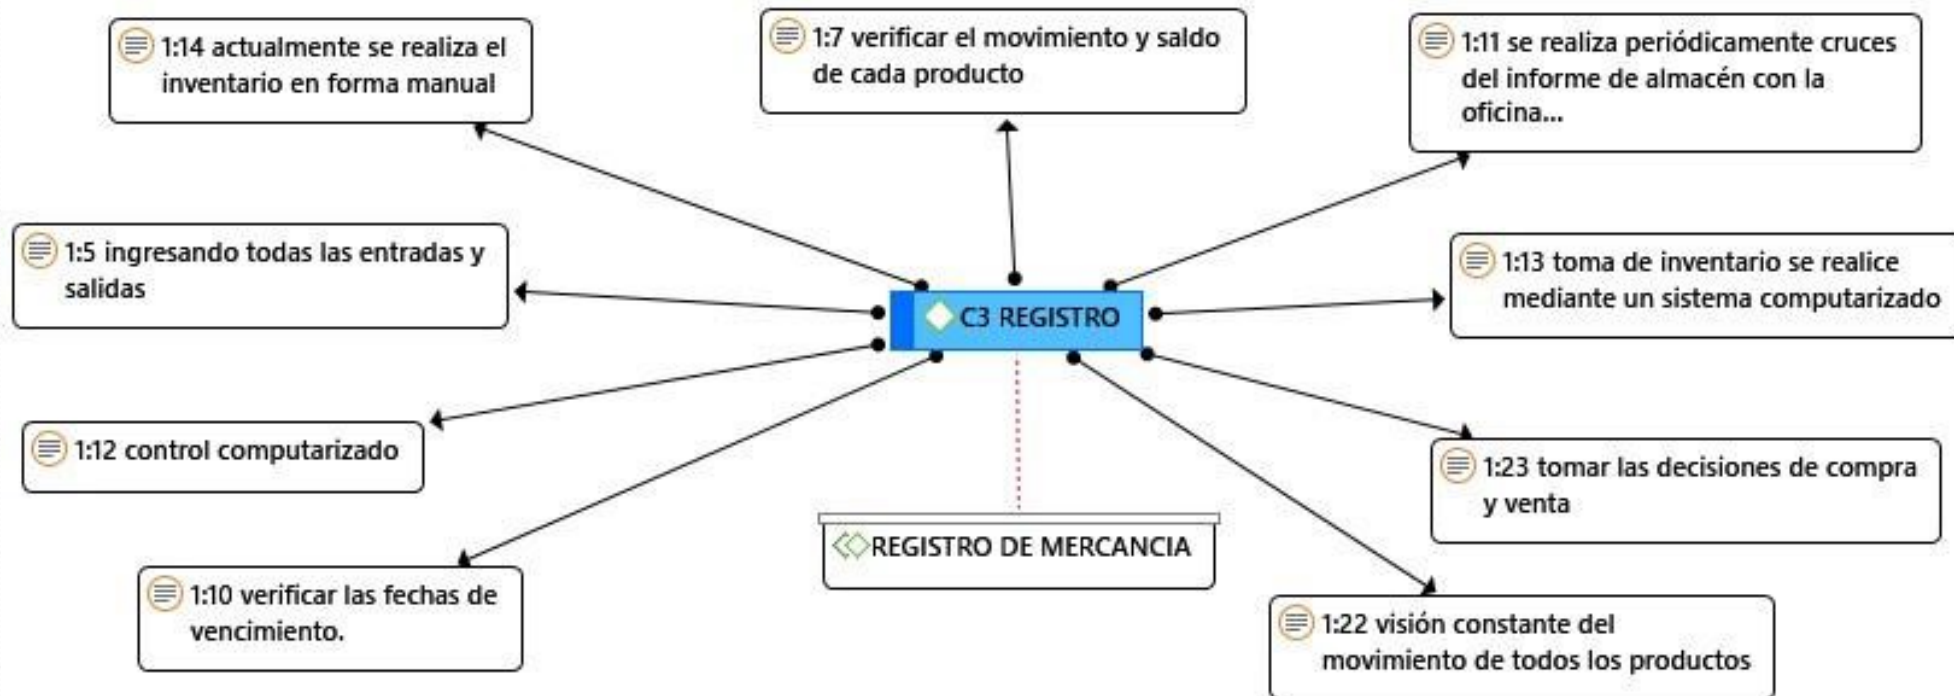 1:14 actualmente se realiza el
inventario en forma manual
1:7 verificar el movimiento y saldo
de cada producto
1:11 se realiza periódicamente cruces
del informe de almacén con la
oficina...
1:5 ingresando todas las entradas y
salidas
C3 REGISTRO
1:13 toma de inventario se realice
mediante un sistema computarizado
1:12 control computarizado
1:23 tomar las decisiones de compra
y venta
REGISTRO DE MERCANCIA
1:10 verificar las fechas de
vencimiento.
1:22 visión constante del
movimiento de todos los productos